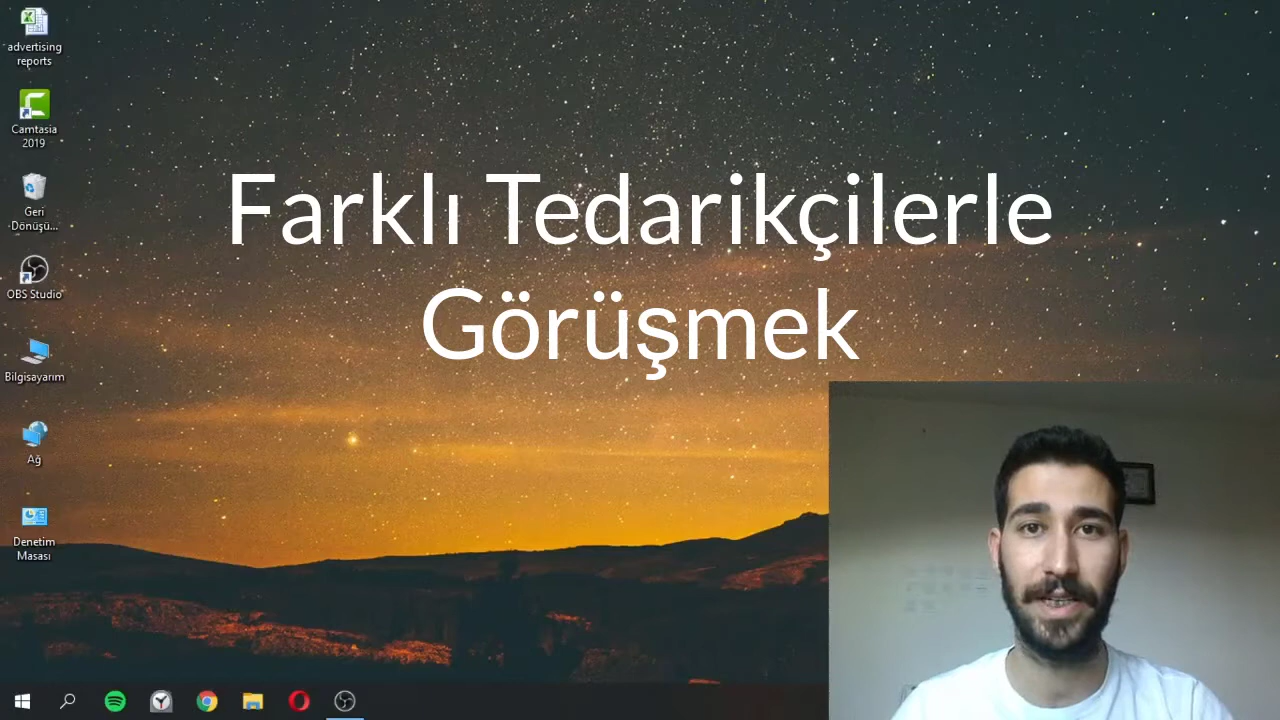 advertising
reports
Camtasia
2019
Geri
Dönüşü...
OBS Studio
Bilgisayarım
Ağ
Denetim
Masası
Farklı Tedarikçilerle
Görüşmek